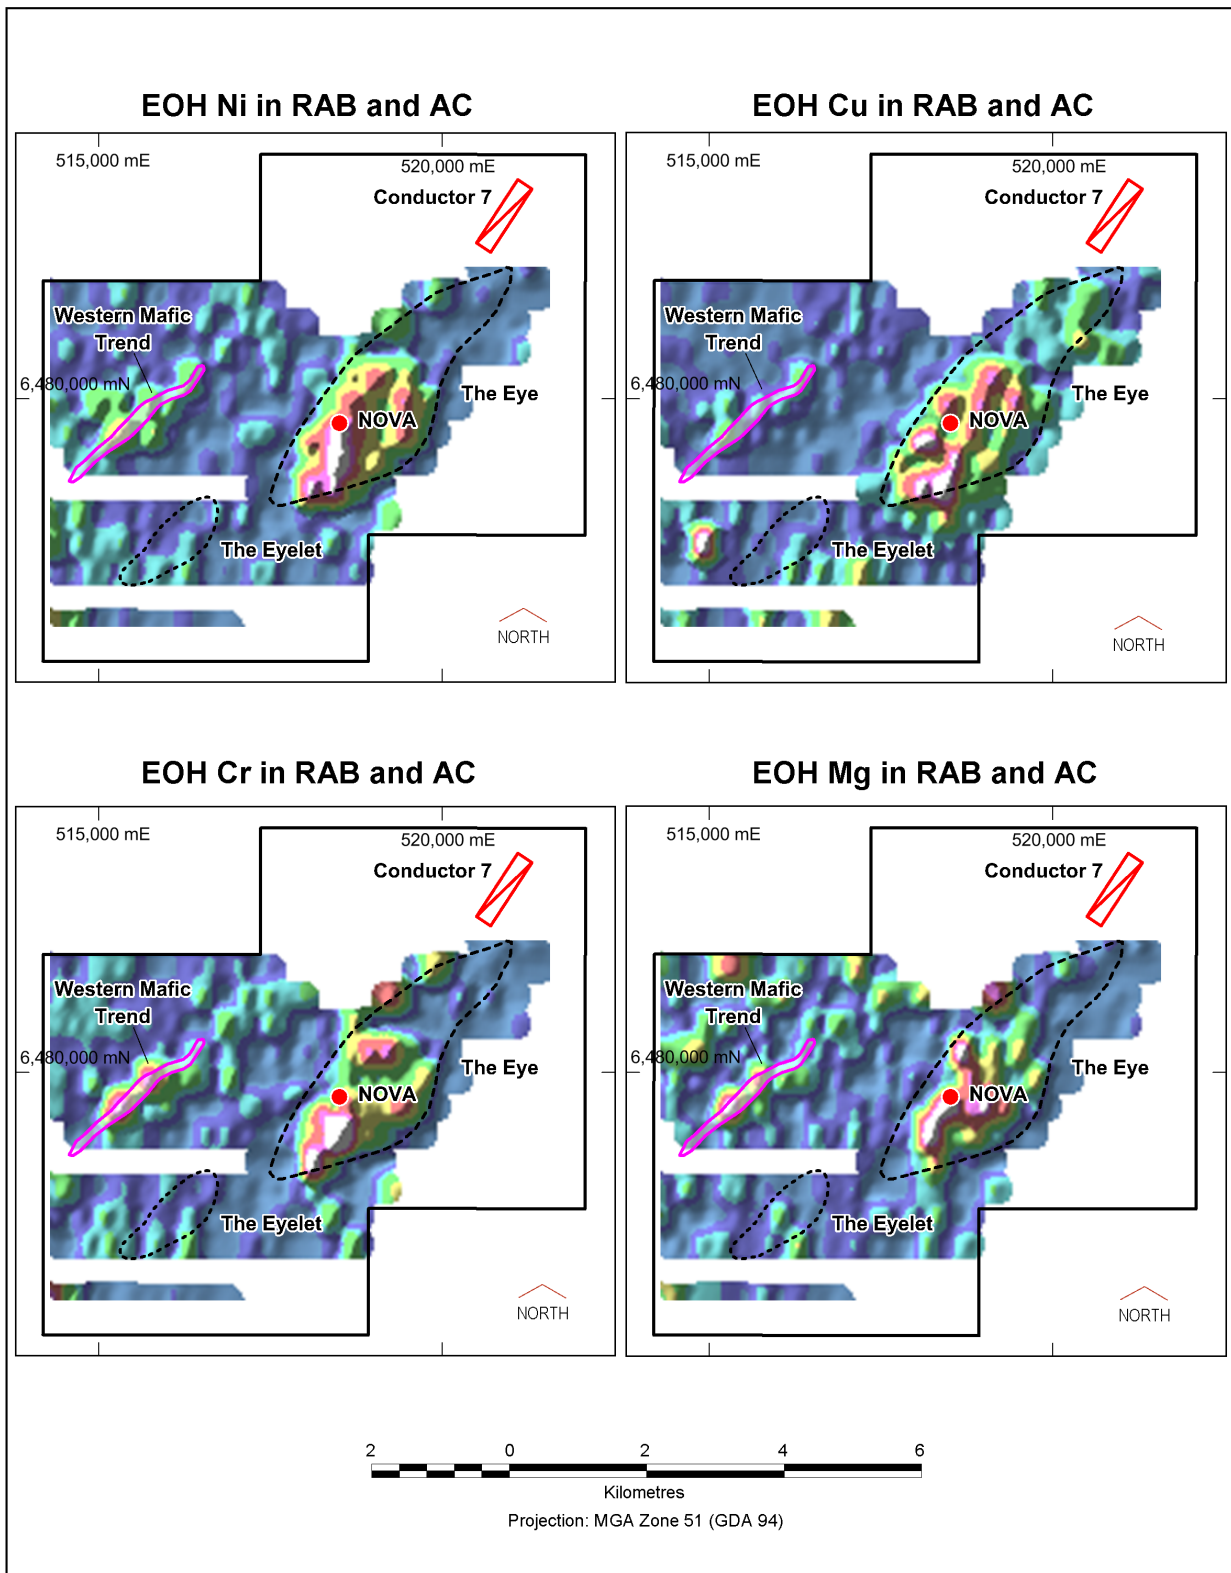 EOH Ni in RAB and AC
515,000 mE
520,000 mE
Conductor 7
Western Mafic
Trend
6,480,000 mN
The Eye
NOVA
The Eyelet
NORTH
EOH Cu in RAB and AC
515,000 mE
520,000 mE
Conductor 7
Western Mafic
Trend
6,480,000 mN
The Eye
NOVA
The Eyelet
NORTH
EOH Cr in RAB and AC
515,000 mE
520,000 mE
Conductor 7
Western Mafic
Trend
6,480,000 mN
The Eye
NOVA
The Eyelet
NORTH
EOH Mg in RAB and AC
515,000 mE
520,000 mE
Conductor 7
Western Mafic
Trend
6,480,000 mN
The Eye
NOVA
The Eyelet
NORTH
2 0 2 4 6
Kilometres
Projection: MGA Zone 51 (GDA 94)